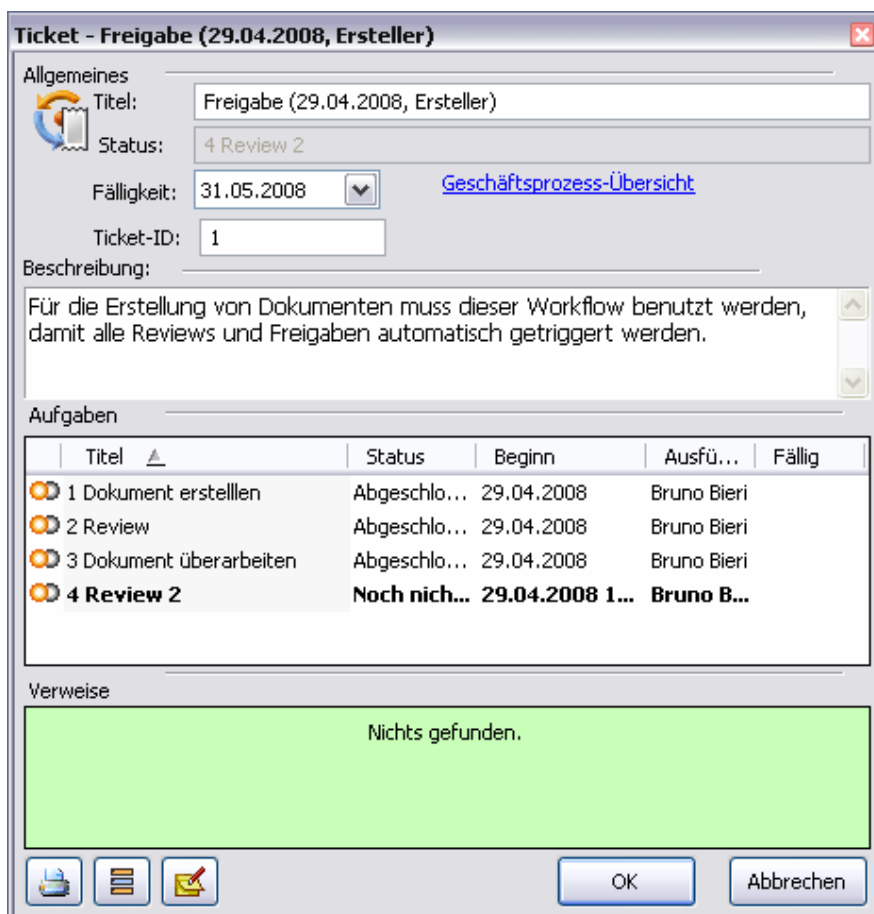 Ticket - Freigabe (29.04.2008, Ersteller)
Allgemeines
Titel: Freigabe (29.04.2008, Ersteller)
Status: 4 Review 2
Fälligkeit: 31.05.2008 Geschäftsprozess-Übersicht
Ticket-ID: 1
Beschreibung:
Für die Erstellung von Dokumenten muss dieser Workflow benutzt werden,
damit alle Reviews und Freigaben automatisch getriggert werden.
Aufgaben
Titel Status Beginn Ausfü... Fällig
1 Dokument erstelllen Abgeschlo... 29.04.2008 Bruno Bieri
2 Review Abgeschlo... 29.04.2008 Bruno Bieri
3 Dokument überarbeiten Abgeschlo... 29.04.2008 Bruno Bieri
4 Review 2 Noch nich... 29.04.2008 1... Bruno B...
Verweise
Nichts gefunden.
OK Abbrechen